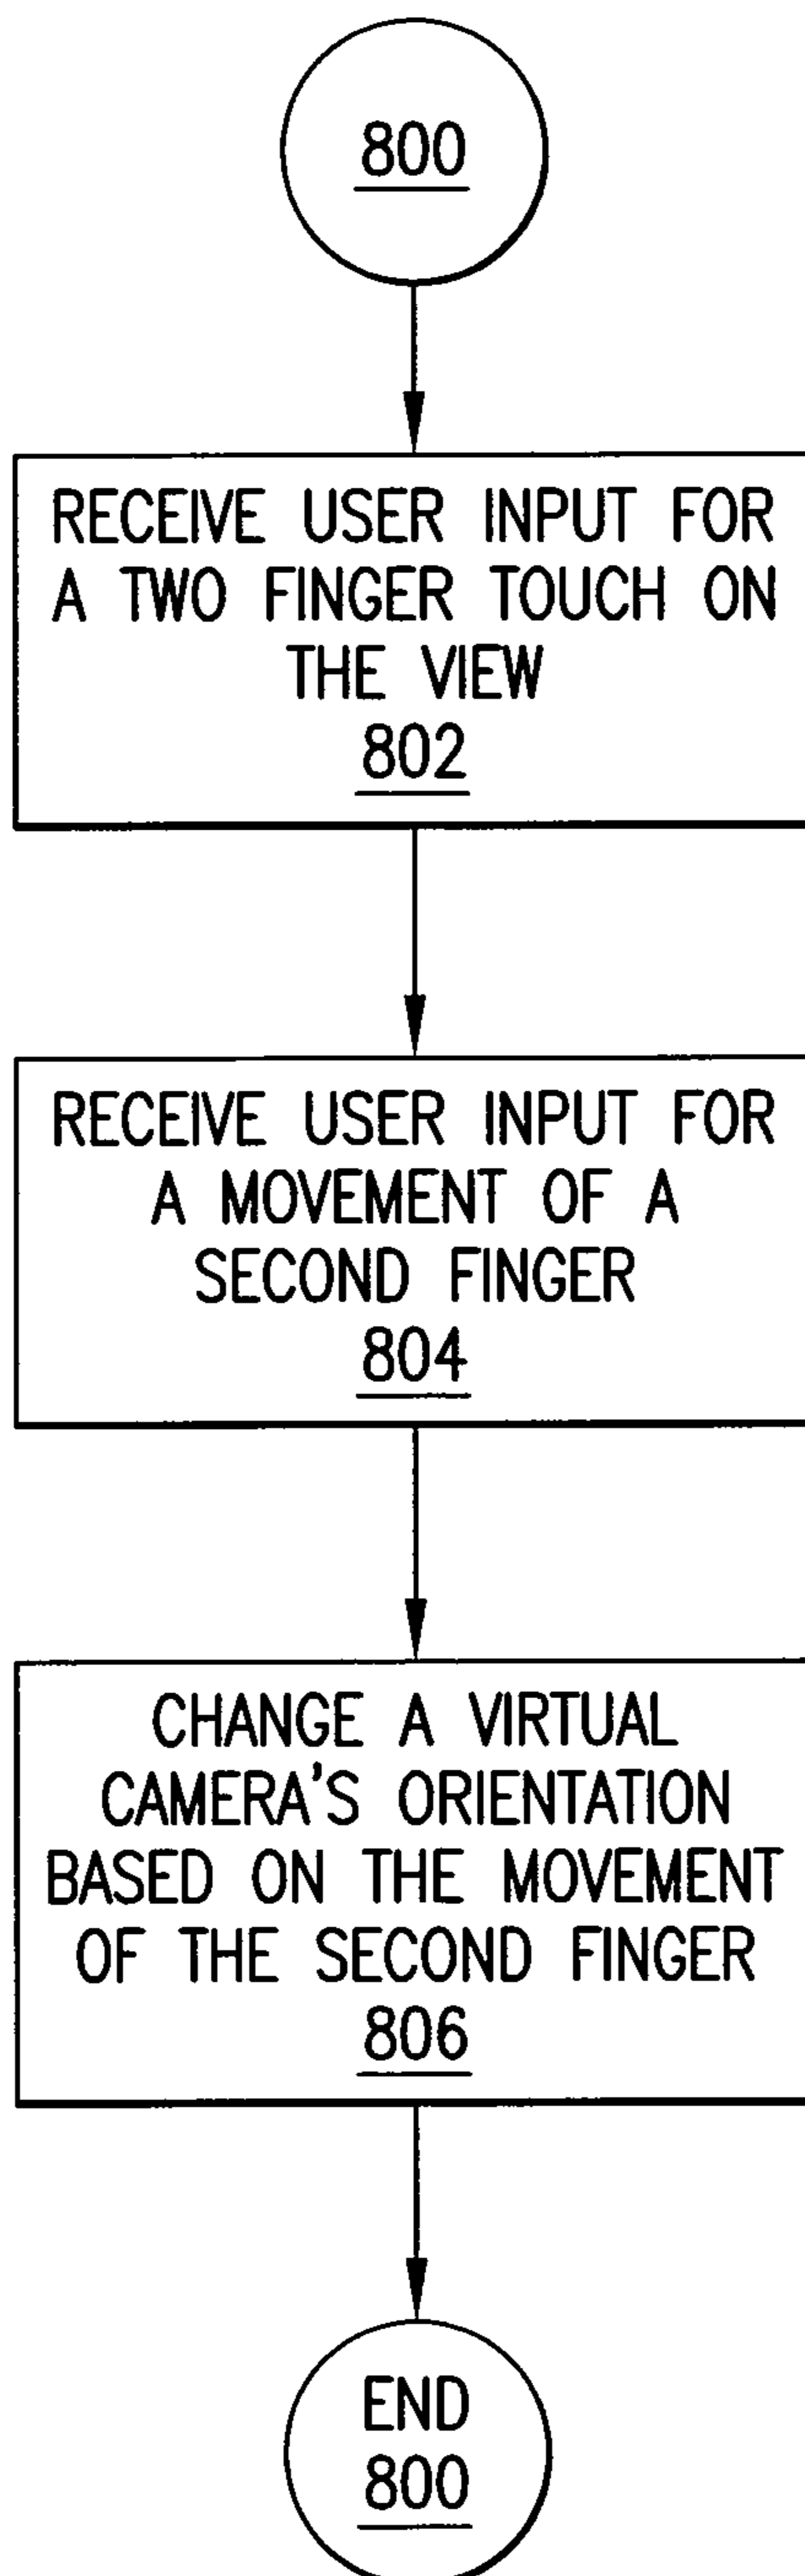 800
RECEIVE USER INPUT FOR
A TWO FINGER TOUCH ON
THE VIEW
802
RECEIVE USER INPUT FOR
A MOVEMENT OF A
SECOND FINGER
804
CHANGE A VIRTUAL
CAMERA'S ORIENTATION
BASED ON THE MOVEMENT
OF THE SECOND FINGER
806
END
800